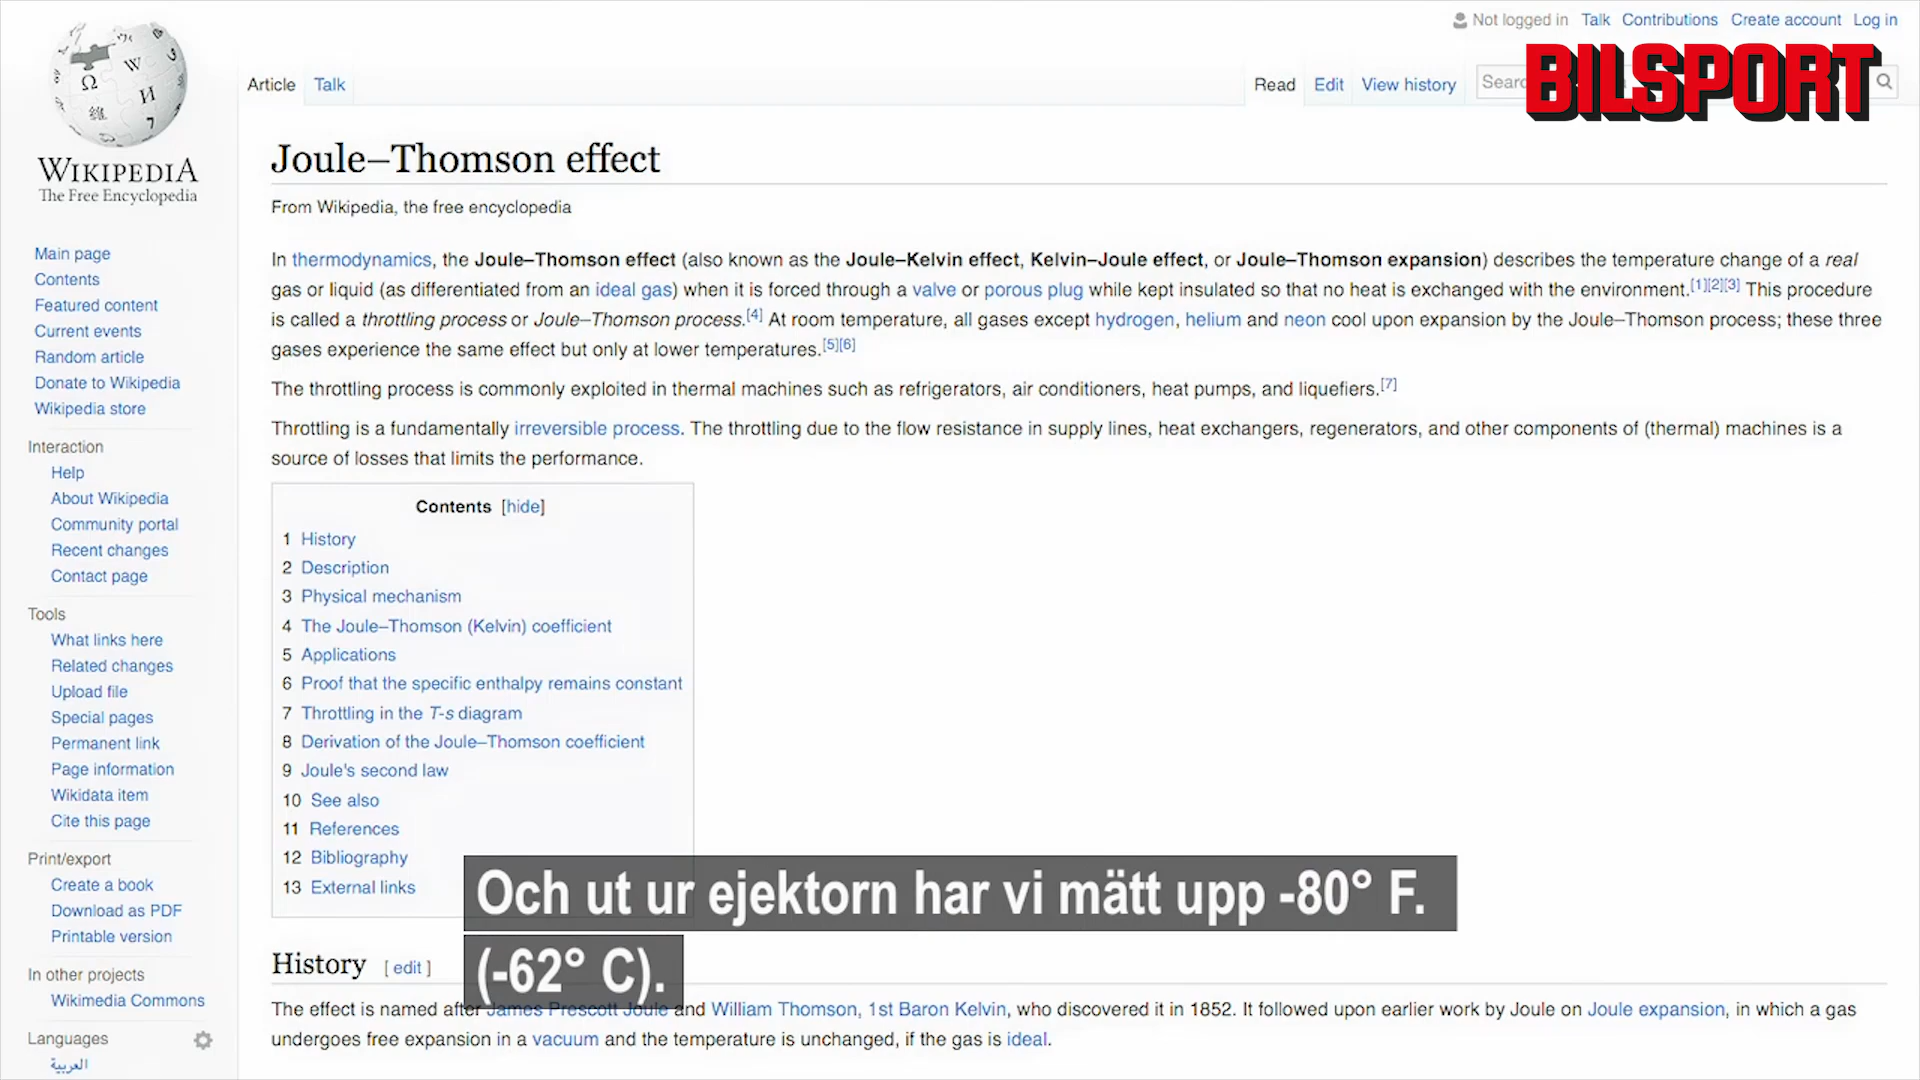 Not logged in Talk Contributions Create account Log in
BILSPORT
Article Talk
Read Edit View history Sear
Ω W И 維 7
WIKIPEDIA
The Free Encyclopedia
Main page
Contents
Featured content
Current events
Random article
Donate to Wikipedia
Wikipedia store
Interaction
Help
About Wikipedia
Community portal
Recent changes
Contact page
Tools
What links here
Related changes
Upload file
Special pages
Permanent link
Page information
Wikidata item
Cite this page
Print/export
Create a book
Download as PDF
Printable version
In other projects
Wikimedia Commons
Languages
العربية
Joule–Thomson effect
From Wikipedia, the free encyclopedia
In thermodynamics, the Joule–Thomson effect (also known as the Joule–Kelvin effect, Kelvin–Joule effect, or Joule–Thomson expansion) describes the temperature change of a real
gas or liquid (as differentiated from an ideal gas) when it is forced through a valve or porous plug while kept insulated so that no heat is exchanged with the environment.[1][2][3] This procedure
is called a throttling process or Joule–Thomson process.[4] At room temperature, all gases except hydrogen, helium and neon cool upon expansion by the Joule–Thomson process; these three
gases experience the same effect but only at lower temperatures.[5][6]
The throttling process is commonly exploited in thermal machines such as refrigerators, air conditioners, heat pumps, and liquefiers.[7]
Throttling is a fundamentally irreversible process. The throttling due to the flow resistance in supply lines, heat exchangers, regenerators, and other components of (thermal) machines is a
source of losses that limits the performance.
Contents [hide]
1 History
2 Description
3 Physical mechanism
4 The Joule–Thomson (Kelvin) coefficient
5 Applications
6 Proof that the specific enthalpy remains constant
7 Throttling in the T-s diagram
8 Derivation of the Joule–Thomson coefficient
9 Joule's second law
10 See also
11 References
12 Bibliography
13 External links
Och ut ur ejektorn har vi mätt upp -80° F.
(-62° C).
History [ edit ]
The effect is named after James Prescott Joule and William Thomson, 1st Baron Kelvin, who discovered it in 1852. It followed upon earlier work by Joule on Joule expansion, in which a gas
undergoes free expansion in a vacuum and the temperature is unchanged, if the gas is ideal.